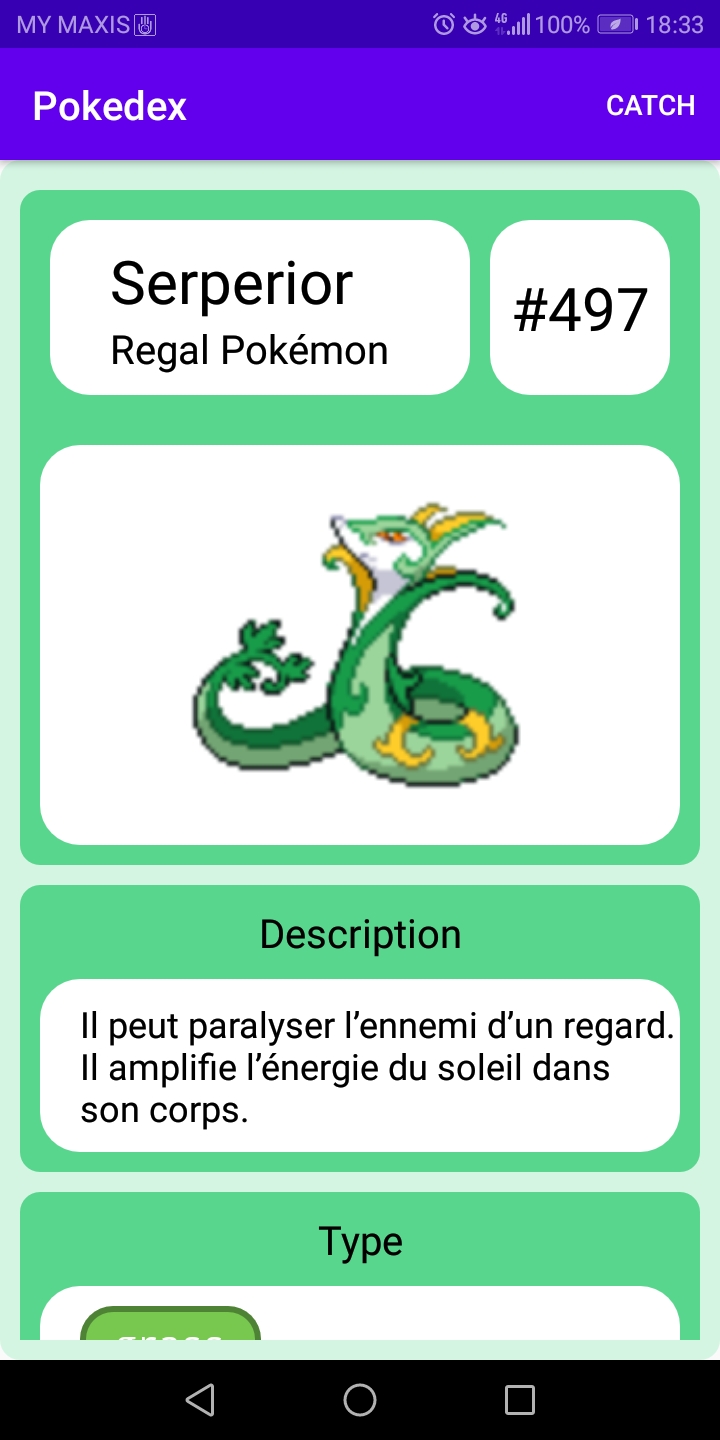 MY MAXIS
4G 100% 18:33
Pokedex
CATCH
Serperior
Regal Pokémon
#497
Description
Il peut paralyser l’ennemi d’un regard.
Il amplifie l’énergie du soleil dans
son corps.
Type
grass